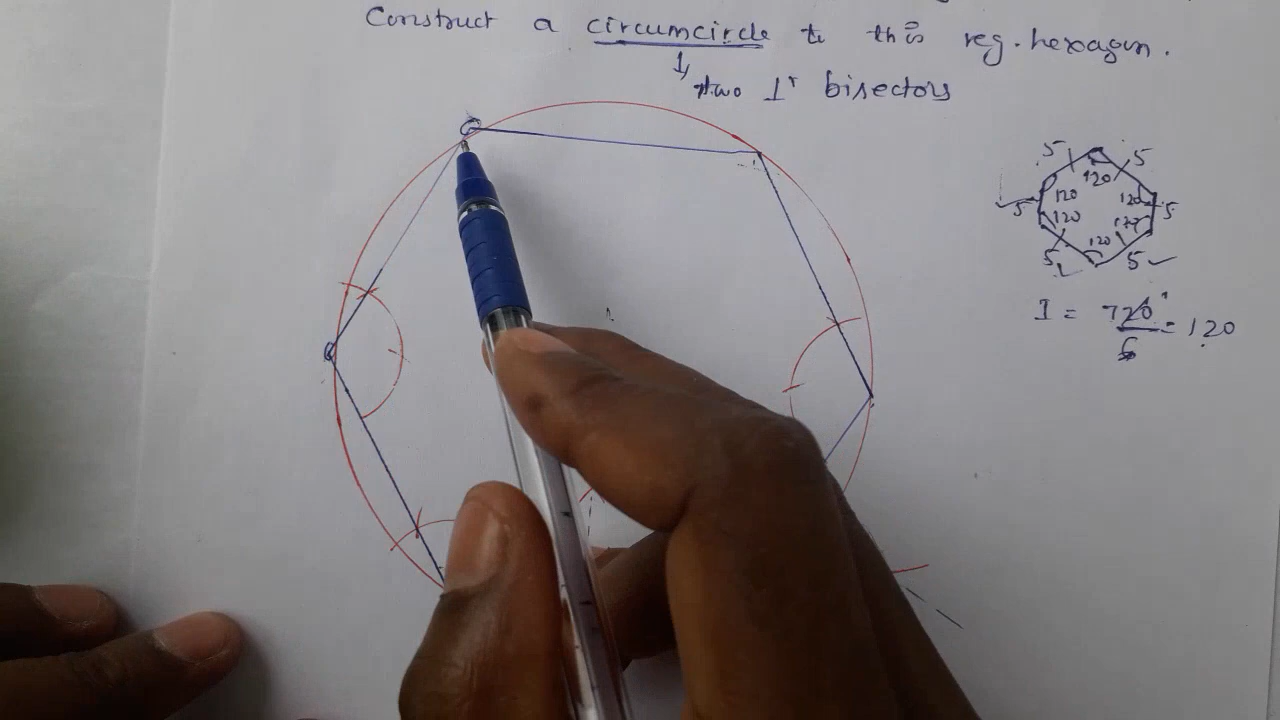 Construct a circumcircle to this reg. hexagon.
two ⊥r bisectors
5 5
120
120 120
5 5
120 120
120
5 5
I = 720°/6 = 120